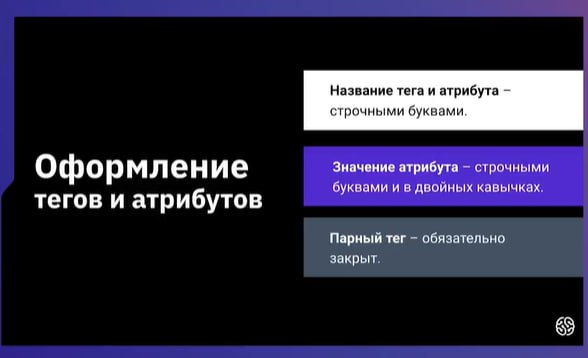 Оформление
тегов и атрибутов
Название тега и атрибута –
строчными буквами.
Значение атрибута – строчными
буквами и в двойных кавычках.
Парный тег – обязательно
закрыт.